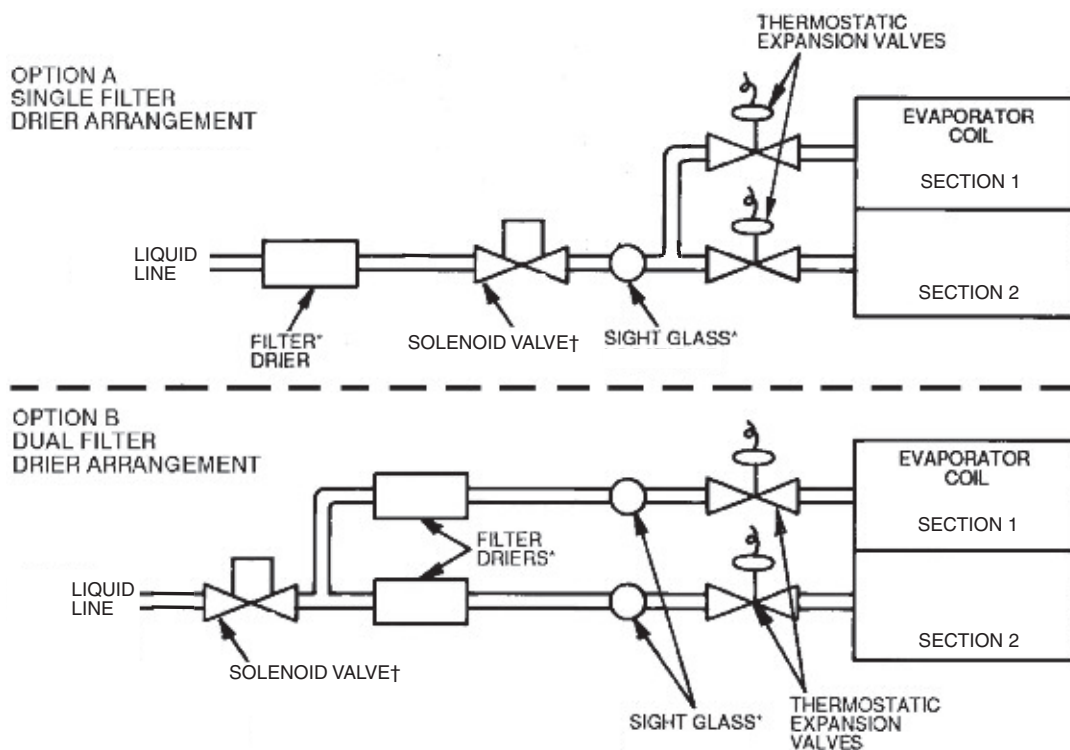 THERMOSTATIC
EXPANSION VALVES
OPTION A
SINGLE FILTER
DRIER ARRANGEMENT
EVAPORATOR
COIL
SECTION 1
LIQUID
LINE
SECTION 2
FILTER*
DRIER
SOLENOID VALVE†
SIGHT GLASS*
OPTION B
DUAL FILTER
DRIER ARRANGEMENT
EVAPORATOR
COIL
SECTION 1
FILTER
DRIERS*
LIQUID
LINE
SECTION 2
SOLENOID VALVE†
SIGHT GLASS*
THERMOSTATIC
EXPANSION
VALVES